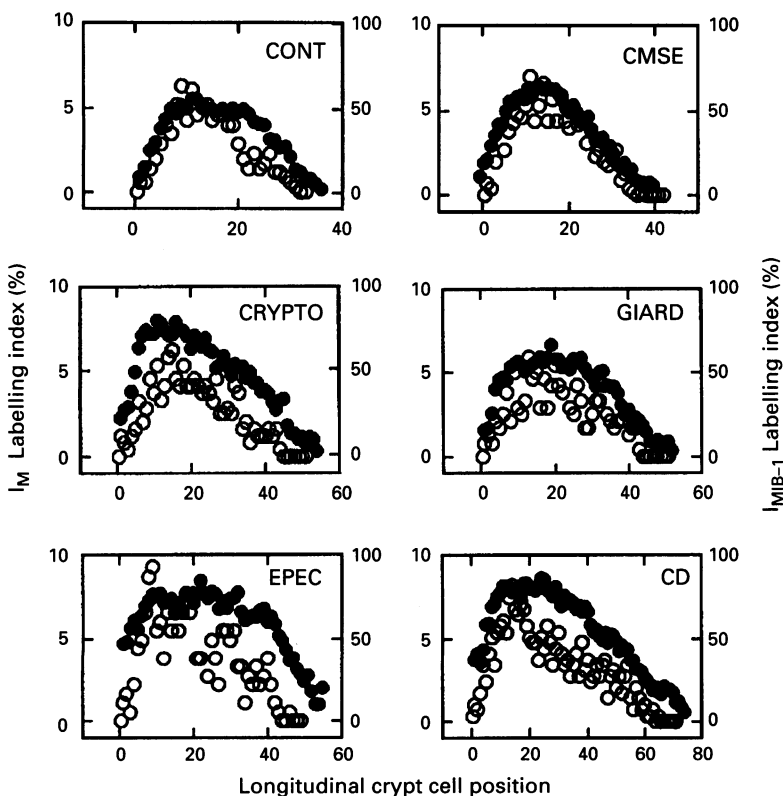 10 100
CONT
5 50
0 0
0 20 40
10 100
CMSE
5 50
0 0
0 20 40
10 100
CRYPTO
5 50
0 0
0 20 40 60
10 100
GIARD
5 50
0 0
0 20 40 60
10 100
EPEC
5 50
0 0
0 20 40 60
10 100
CD
5 50
0 0
0 20 40 60 80
I_M Labelling index (%)
I_MIB–1 Labelling index (%)
Longitudinal crypt cell position